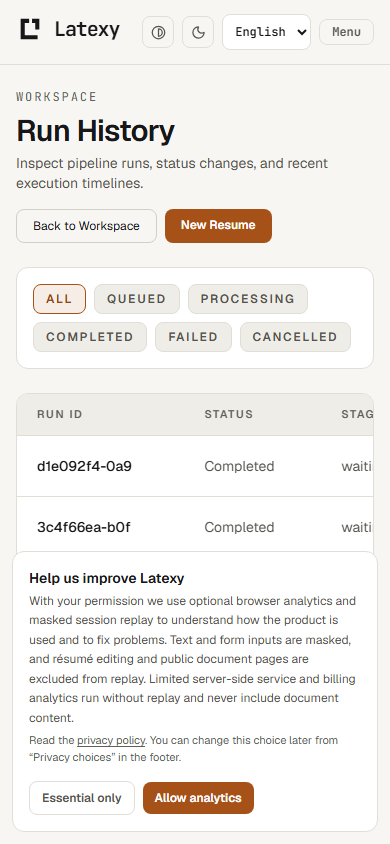 Latexy
English
Menu
WORKSPACE
Run History
Inspect pipeline runs, status changes, and recent
execution timelines.
Back to Workspace
New Resume
ALL
QUEUED
PROCESSING
COMPLETED
FAILED
CANCELLED
RUN ID STATUS STAG
d1e092f4-0a9 Completed waiti
3c4f66ea-b0f Completed waiti
Help us improve Latexy
With your permission we use optional browser analytics and
masked session replay to understand how the product is
used and to fix problems. Text and form inputs are masked,
and résumé editing and public document pages are
excluded from replay. Limited server-side service and billing
analytics run without replay and never include document
content.
Read the privacy policy. You can change this choice later from
“Privacy choices” in the footer.
Essential only
Allow analytics